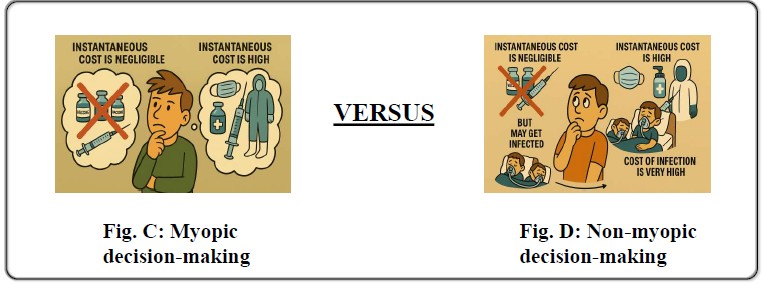 INSTANTANEOUS
COST IS NEGLIGIBLE
INSTANTANEOUS
COST IS HIGH
VERSUS
INSTANTANEOUS COST
IS NEGLIGIBLE
INSTANTANEOUS COST
IS HIGH
BUT
MAY GET
INFECTED
COST OF INFECTION
IS VERY HIGH
Fig. C: Myopic
decision-making
Fig. D: Non-myopic
decision-making